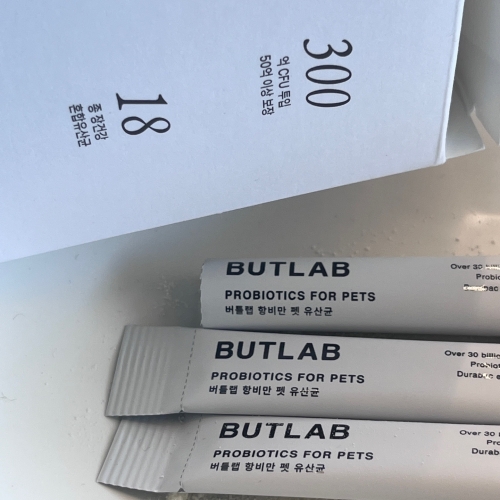 300
억 CFU 투입
50억 이상 보장
18
종 장건강
혼합유산균
BUTLAB
PROBIOTICS FOR PETS
버틀랩 항비만 펫 유산균
Over 30
BUTLAB
PROBIOTICS FOR PETS
버틀랩 항비만 펫 유산균
Over 30 billi
BUTLAB
PROBIOTICS FOR PETS
버틀랩 항비만 펫 유산균
Over 30